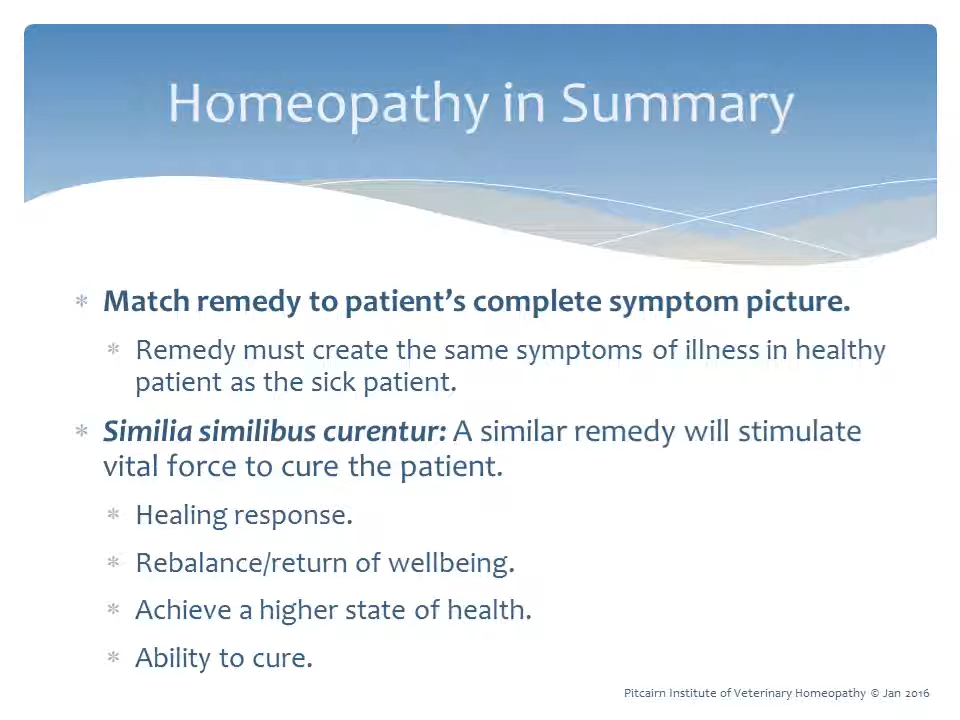 Homeopathy in Summary
* Match remedy to patient’s complete symptom picture.
* Remedy must create the same symptoms of illness in healthy
patient as the sick patient.
* Similia similibus curentur: A similar remedy will stimulate
vital force to cure the patient.
* Healing response.
* Rebalance/return of wellbeing.
* Achieve a higher state of health.
* Ability to cure.
Pitcairn Institute of Veterinary Homeopathy © Jan 2016